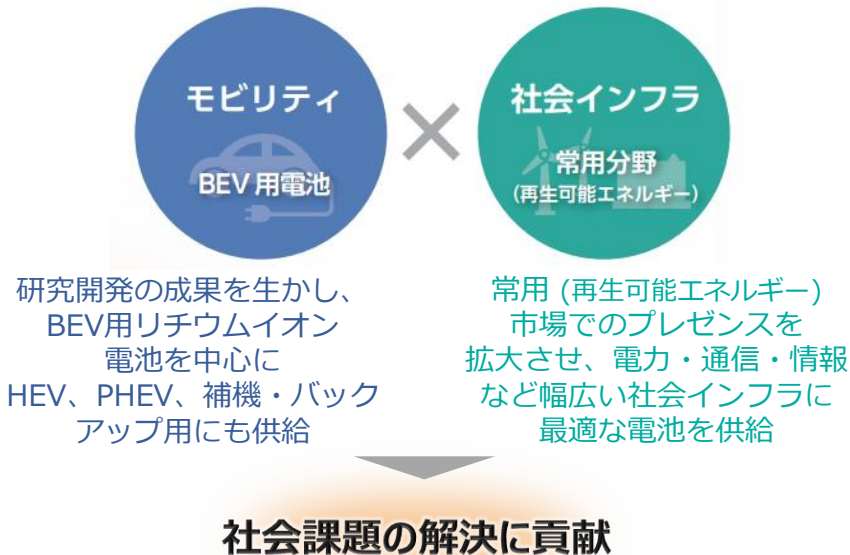 モビリティ
BEV用電池
×
社会インフラ
常用分野
(再生可能エネルギー)
研究開発の成果を生かし、
BEV用リチウムイオン
電池を中心に
HEV、PHEV、補機・バック
アップ用にも供給
常用 (再生可能エネルギー)
市場でのプレゼンスを
拡大させ、電力・通信・情報
など幅広い社会インフラに
最適な電池を供給
社会課題の解決に貢献